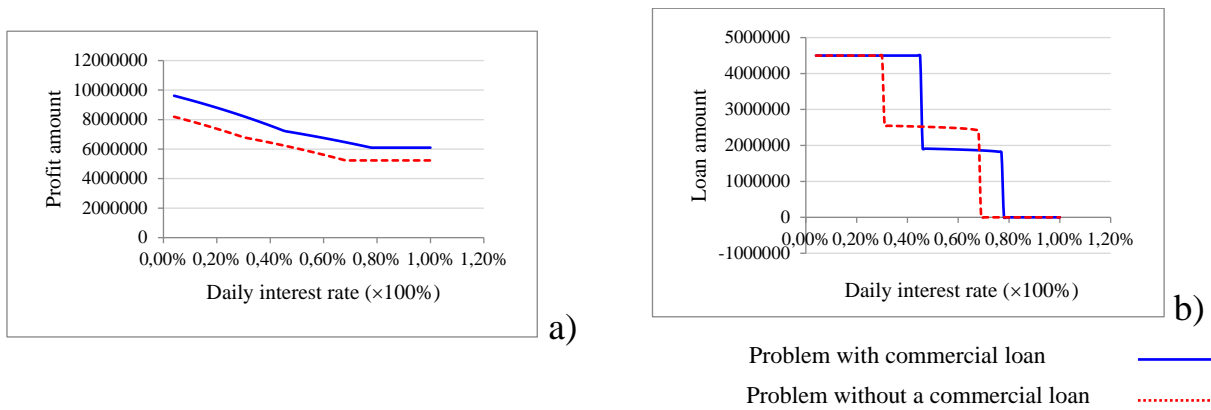 12000000
10000000
8000000
6000000
4000000
2000000
0
Profit amount
0,00% 0,20% 0,40% 0,60% 0,80% 1,00% 1,20%
Daily interest rate (×100%)
a)
5000000
4000000
3000000
2000000
1000000
0
-1000000
Loan amount
0,00% 0,20% 0,40% 0,60% 0,80% 1,00% 1,20%
Daily interest rate (×100%)
b)
Problem with commercial loan
Problem without a commercial loan